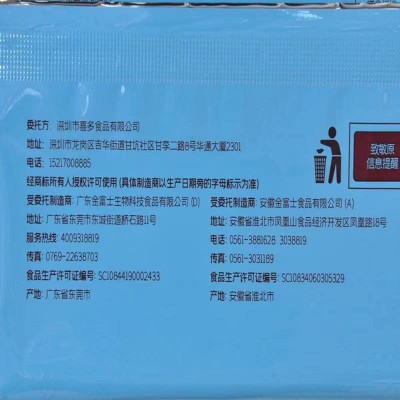 委托方： 深圳市喜多食品有限公司
地址： 深圳市龙岗区吉华街道甘坑社区甘李二路8号华通大厦2301
电话： 15217008885
经商标所有人授权许可使用 (具体制造商以生产日期旁的字母标示为准)
受委托制造商： 广东金富士生物科技食品有限公司 (D)
地址： 广东省东莞市东城街道桥石路11号
服务热线： 4009318819
传真： 0769-22638703
食品生产许可证编号： SC10844190002433
产地： 广东省东莞市
受委托制造商： 安徽金富士食品有限公司 (A)
地址： 安徽省淮北市凤凰山食品经济开发区凤凰路18号
电话： 0561-3881628 3038819
传真： 0561-3031189
食品生产许可证编号： SC10834060305329
产地： 安徽省淮北市
致敏原
信息提醒